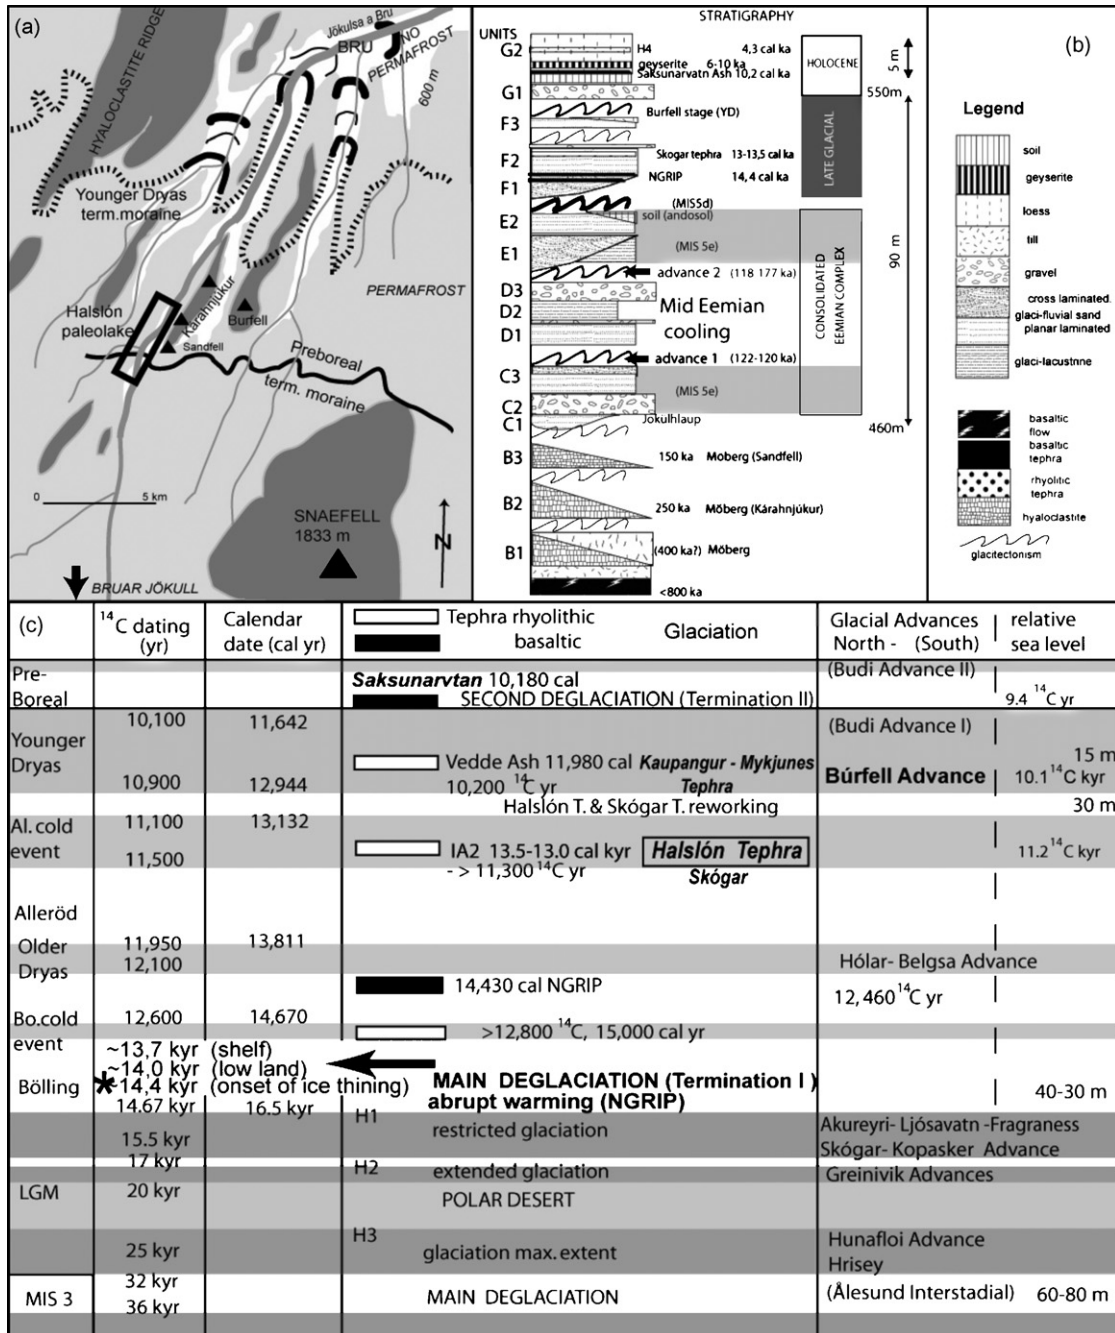 (a)
HYALOCLASTITE RIDGE
Jökulsa a Bru
BRU
NO
PERMAFROST
600 m
Younger Dryas
term.moraine
PERMAFROST
Halslón
paleolake
Kárahnjúkur
Burfell
Sandfell
Preboreal
term. moraine
0 5 km
SNAEFELL
1833 m
N
BRUAR JÖKULL
STRATIGRAPHY
UNITS
G2
H4 4,3 cal ka
geyserite 6-10 ka
Saksunarvatn Ash 10,2 cal ka
G1
Burfell stage (YD)
F3
F2
Skogar tephra 13-13,5 cal ka
NGRIP 14,4 cal ka
F1
(MIS5d)
E2
soil (andosol)
E1
(MIS 5e)
advance 2 (118 177 ka)
D3
D2
Mid Eemian
cooling
D1
advance 1 (122-120 ka)
C3
(MIS 5e)
C2
C1
Jokulhlaup
B3
150 ka Moberg (Sandfell)
B2
250 ka Möberg (Kárahnjúkur)
B1
(400 ka?) Möberg
<800 ka
HOLOCENE
LATE GLACIAL
CONSOLIDATED
EEMIAN COMPLEX
5 m
550m
90 m
460m
(b)
Legend
soil
geyserite
loess
till
gravel
cross laminated.
glaci-fluvial sand
planar laminated
glaci-lacustrine
basaltic
flow
basaltic
tephra
rhyolitic
tephra
hyaloclastite
glacitectonism
(c)
14C dating
(yr)
Calendar
date (cal yr)
Tephra rhyolithic
basaltic
Glaciation
Glacial Advances
North - (South)
relative
sea level
Pre-
Boreal
Saksunarvtan 10,180 cal
SECOND DEGLACIATION (Termination II)
(Budi Advance II)
9.4 14C yr
Younger
Dryas
10,100 11,642
(Budi Advance I)
Vedde Ash 11,980 cal Kaupangur - Mykjunes
10,200 14C yr Tephra
10,900 12,944
Búrfell Advance
15 m
10.1 14C kyr
Halslón T. & Skógar T. reworking
30 m
Al.cold
event
11,100 13,132
11,500
IA2 13.5-13.0 cal kyr Halslón Tephra
- > 11,300 14C yr Skógar
11.2 14C kyr
Alleröd
Older
Dryas
11,950 13,811
12,100
Hólar- Belgsa Advance
14,430 cal NGRIP
12,460 14C yr
Bo.cold
event
12,600 14,670
>12,800 14C, 15,000 cal yr
Bölling
~13,7 kyr (shelf)
~14,0 kyr (low land)
*~14,4 kyr (onset of ice thining)
14.67 kyr 16.5 kyr
MAIN DEGLACIATION (Termination I )
abrupt warming (NGRIP)
40-30 m
H1
restricted glaciation
15.5 kyr
17 kyr
Akureyri- Ljósavatn -Fragraness
Skógar- Kopasker Advance
H2
extended glaciation
Greinivik Advances
LGM
20 kyr
POLAR DESERT
H3
glaciation max. extent
25 kyr
Hunafloi Advance
Hrisey
MIS 3
32 kyr
36 kyr
MAIN DEGLACIATION
(Ålesund Interstadial)
60-80 m